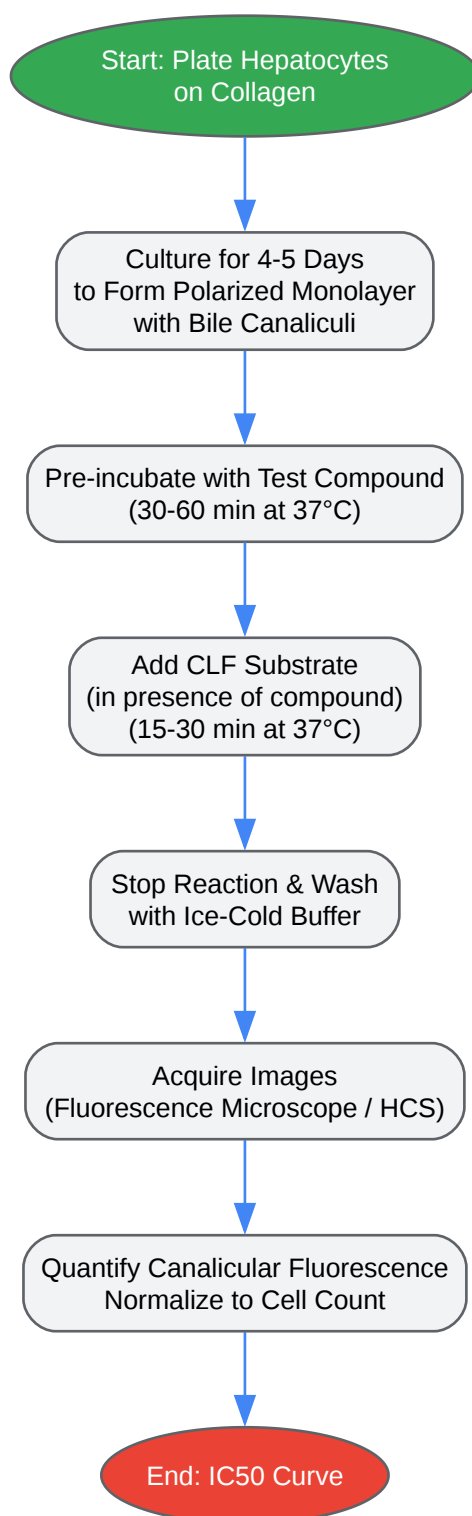 Start: Plate Hepatocytes
on Collagen
Culture for 4-5 Days
to Form Polarized Monolayer
with Bile Canaliculi
Pre-incubate with Test Compound
(30-60 min at 37°C)
Add CLF Substrate
(in presence of compound)
(15-30 min at 37°C)
Stop Reaction & Wash
with Ice-Cold Buffer
Acquire Images
(Fluorescence Microscope / HCS)
Quantify Canalicular Fluorescence
Normalize to Cell Count
End: IC50 Curve